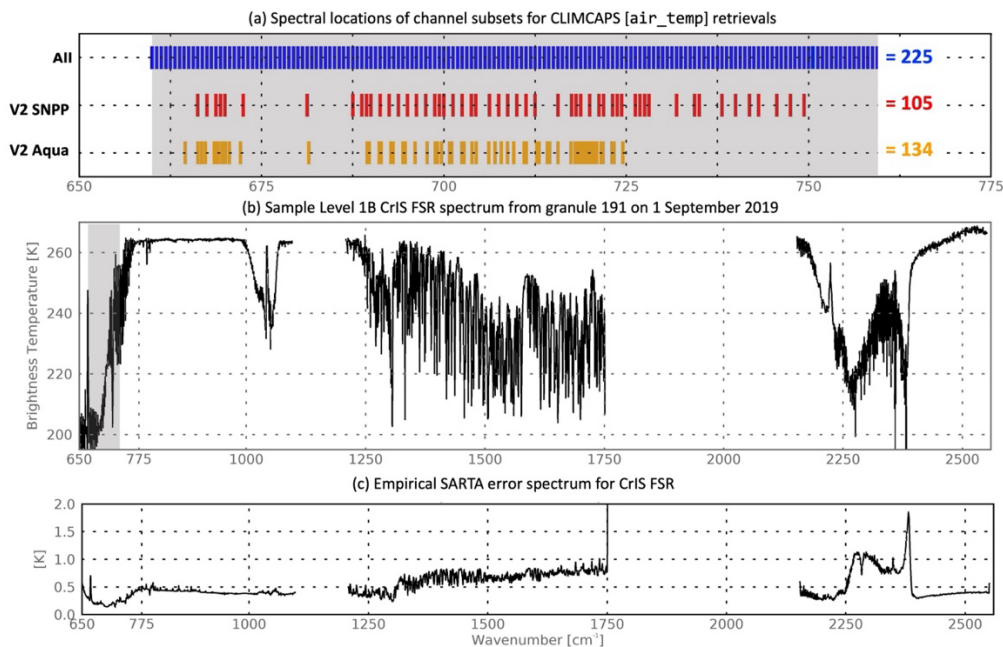 (a) Spectral locations of channel subsets for CLIMCAPS [air_temp] retrievals
All
= 225
V2 SNPP
= 105
V2 Aqua
= 134
650 675 700 725 750 775
(b) Sample Level 1B CrIS FSR spectrum from granule 191 on 1 September 2019
Brightness Temperature [K]
260
240
220
200
650 775 1000 1250 1500 1750 2000 2250 2500
(c) Empirical SARTA error spectrum for CrIS FSR
[K]
2.0
1.5
1.0
0.5
0.0
650 775 1000 1250 1500 1750 2000 2250 2500
Wavenumber [cm⁻¹]